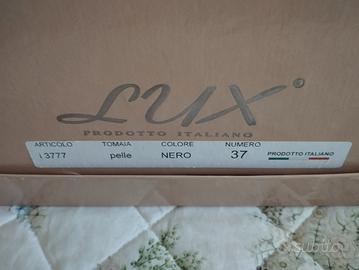 LUX
PRODOTTO ITALIANO
ARTICOLO TOMAIA COLORE NUMERO PRODOTTO ITALIANO
i 3777 pelle NERO 37
subito